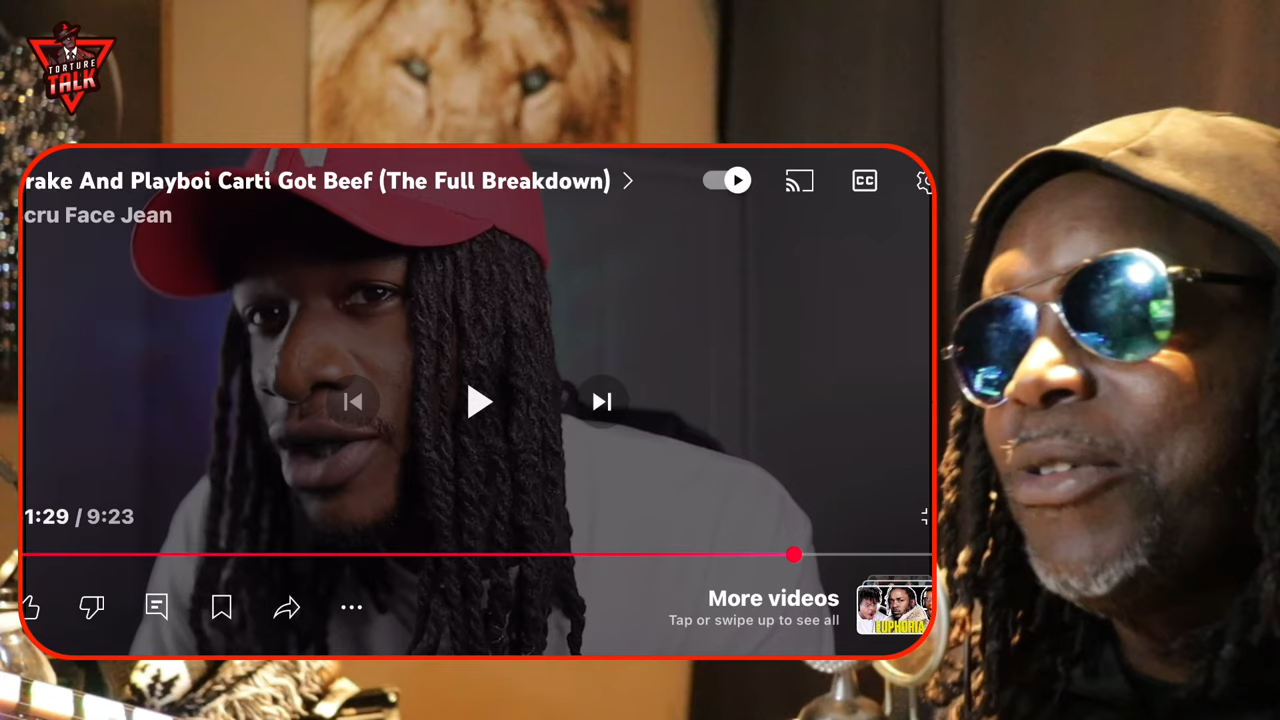 TORTURE
TALK
rake And Playboi Carti Got Beef (The Full Breakdown)
cru Face Jean
CC
1:29 / 9:23
More videos
Tap or swipe up to see all
EUPHORIA